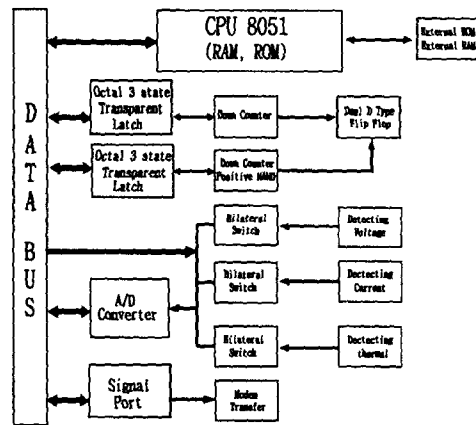 CPU 8051
(RAM, ROM)
External ROM
External RAM
DATA BUS
Octal 3 state
Transparent
Latch
Down Counter
Dual D Type
Flip Flop
Octal 3 state
Transparent
Latch
Down Counter
Positive NAND
Bilateral
Switch
Detecting
Voltage
Bilateral
Switch
Dectecting
Current
A/D
Converter
Bilateral
Switch
Dectecting
thermal
Signal
Port
Modem
Transfer